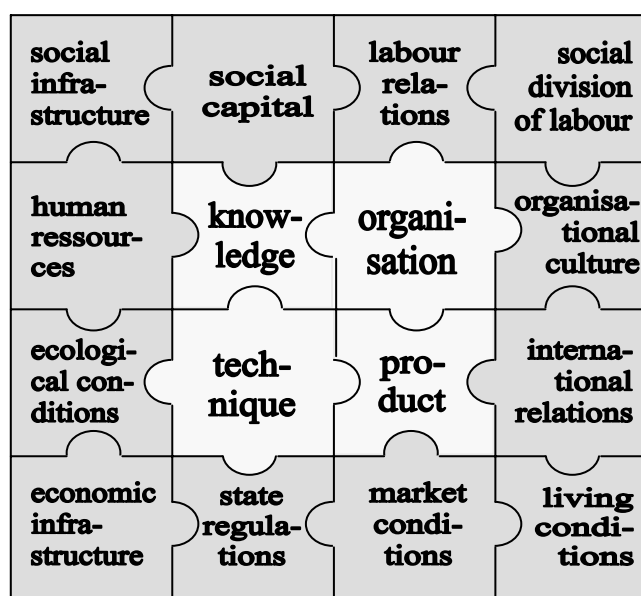 social
infra-
structure
social
capital
labour
rela-
tions
social
division
of labour
human
ressour-
ces
know-
ledge
organi-
sation
organisa-
tional
culture
ecologi-
cal con-
ditions
tech-
nique
pro-
duct
interna-
tional
relations
economic
infra-
structure
state
regula-
tions
market
condi-
tions
living
condi-
tions